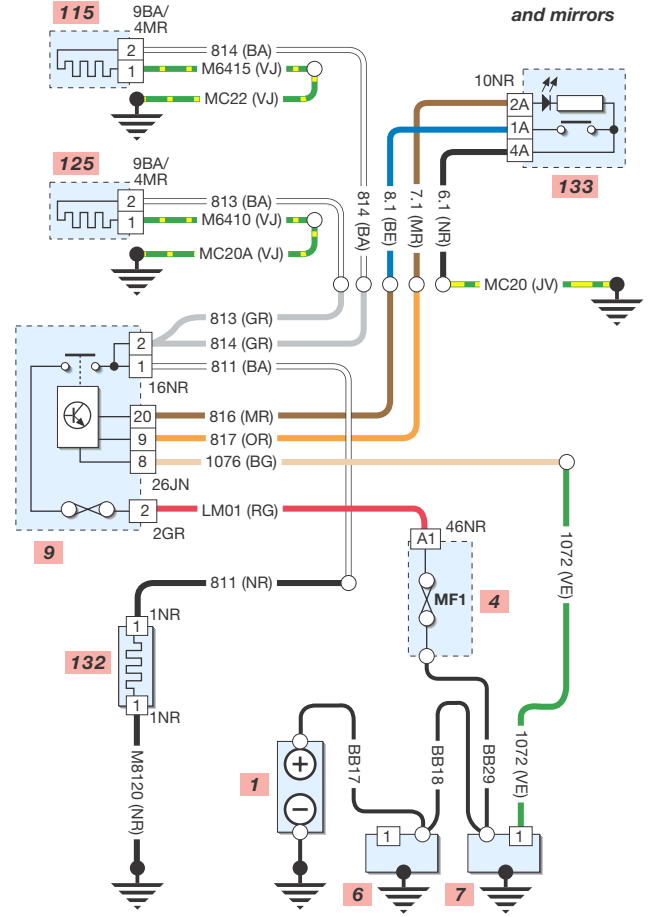 115
9BA/
4MR
and mirrors
2
814 (BA)
1
M6415 (VJ)
MC22 (VJ)
10NR
2A
1A
4A
133
125
9BA/
4MR
2
813 (BA)
1
M6410 (VJ)
MC20A (VJ)
814 (BA)
8.1 (BE)
7.1 (MR)
6.1 (NR)
MC20 (JV)
813 (GR)
2
814 (GR)
1
811 (BA)
16NR
20
816 (MR)
9
817 (OR)
8
1076 (BG)
26JN
2
LM01 (RG)
2GR
9
46NR
A1
MF1
4
1072 (VE)
811 (NR)
1NR
1
132
1
1NR
M8120 (NR)
1
+
−
BB17
BB18
BB29
1072 (VE)
1
6
1
7